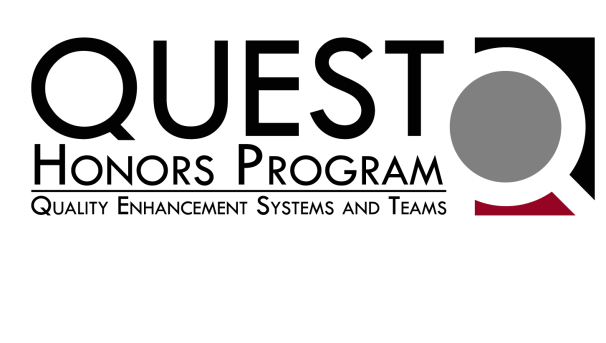 QUEST
HONORS PROGRAM
QUALITY ENHANCEMENT SYSTEMS AND TEAMS